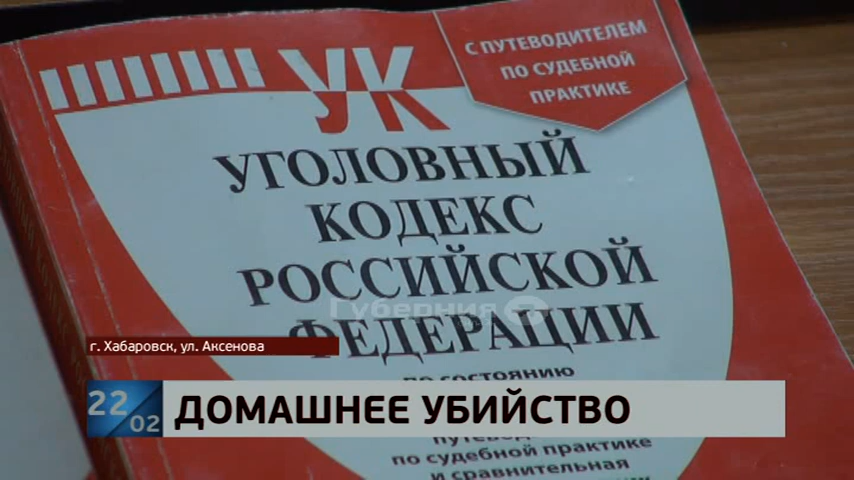 С ПУТЕВОДИТЕЛЕМ
ПО СУДЕБНОЙ
ПРАКТИКЕ
УК
УГОЛОВНЫЙ
КОДЕКС
РОССИЙСКОЙ
ФЕДЕРАЦИИ
Губерния
г. Хабаровск, ул. Аксенова
по состоянию
22
02
ДОМАШНЕЕ УБИЙСТВО
по судебной практике
и сравнительная